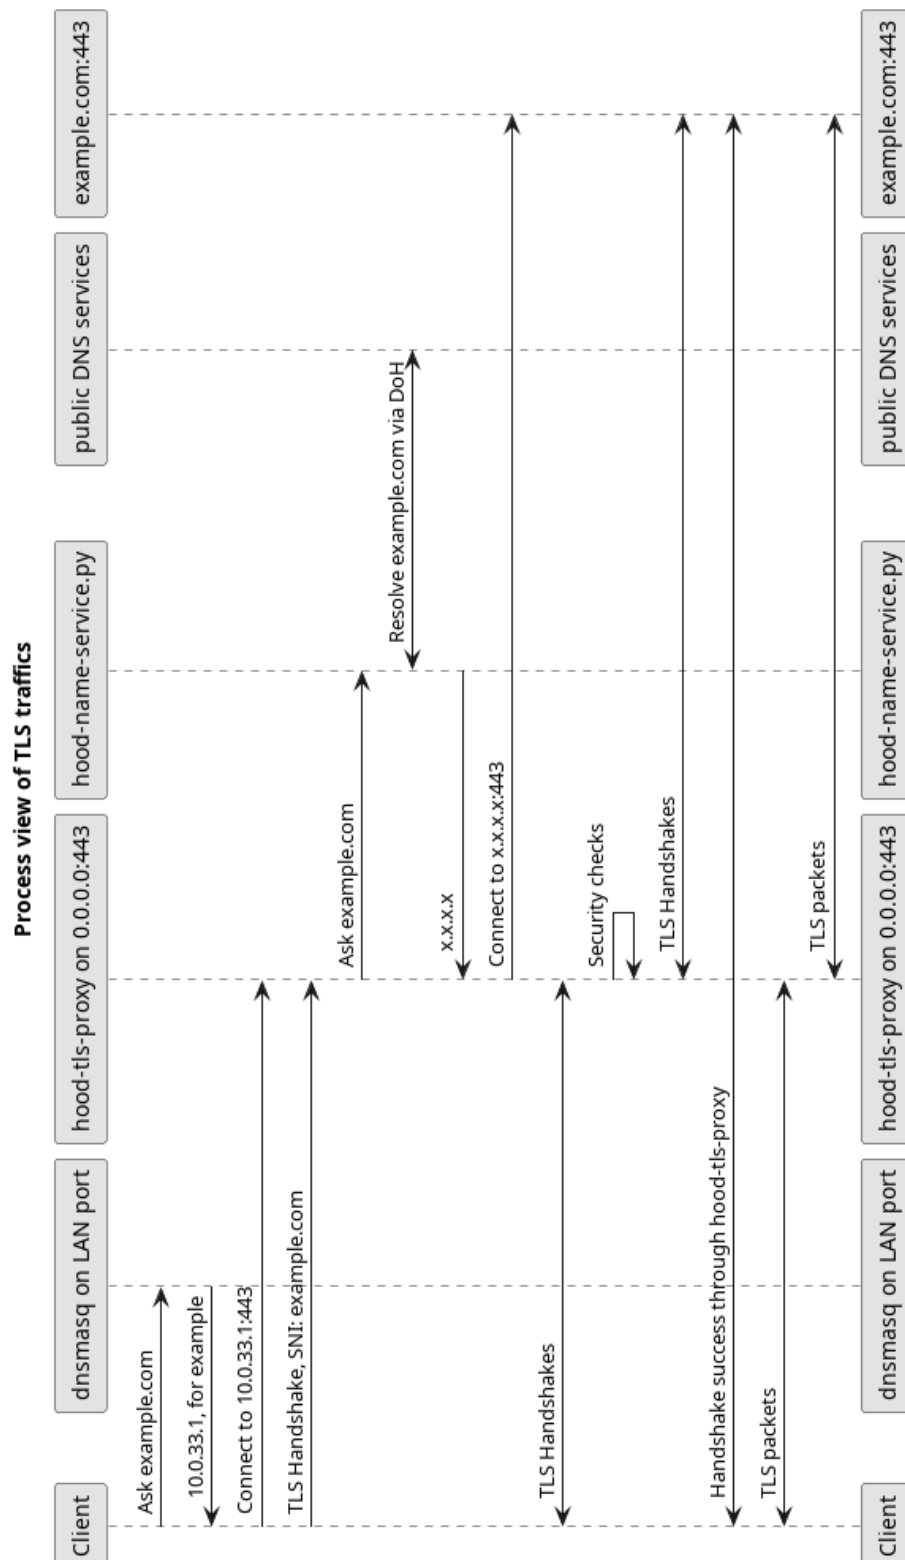 Process view of TLS traffics
Client
dnsmasq on LAN port
hood-tls-proxy on 0.0.0.0:443
hood-name-service.py
public DNS services
example.com:443
Ask example.com
10.0.33.1, for example
Connect to 10.0.33.1:443
TLS Handshake, SNI: example.com
Ask example.com
Resolve example.com via DoH
x.x.x.x
Connect to x.x.x.x:443
TLS Handshakes
Security checks
TLS Handshakes
Handshake success through hood-tls-proxy
TLS packets
TLS packets
Client
dnsmasq on LAN port
hood-tls-proxy on 0.0.0.0:443
hood-name-service.py
public DNS services
example.com:443